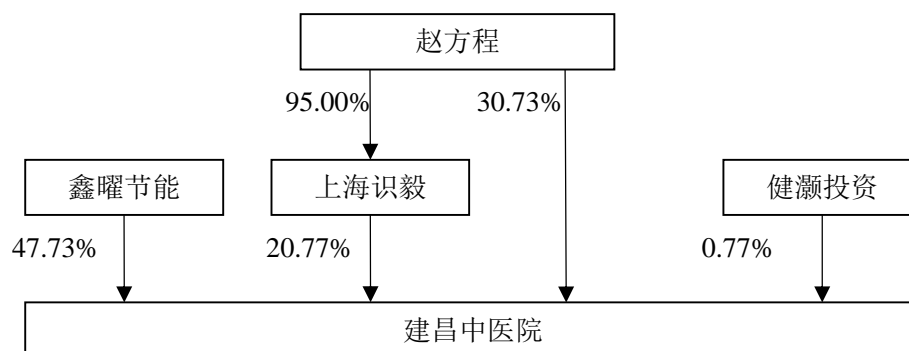 赵方程
95.00%
30.73%
鑫曜节能
上海识毅
健灏投资
47.73%
20.77%
0.77%
建昌中医院